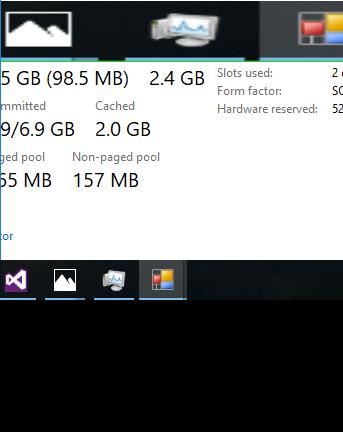 5 GB (98.5 MB) 2.4 GB Slots used: 2
Form factor:
mmitted Cached Hardware reserved: 52
9/6.9 GB 2.0 GB
ged pool Non-paged pool
65 MB 157 MB
tor